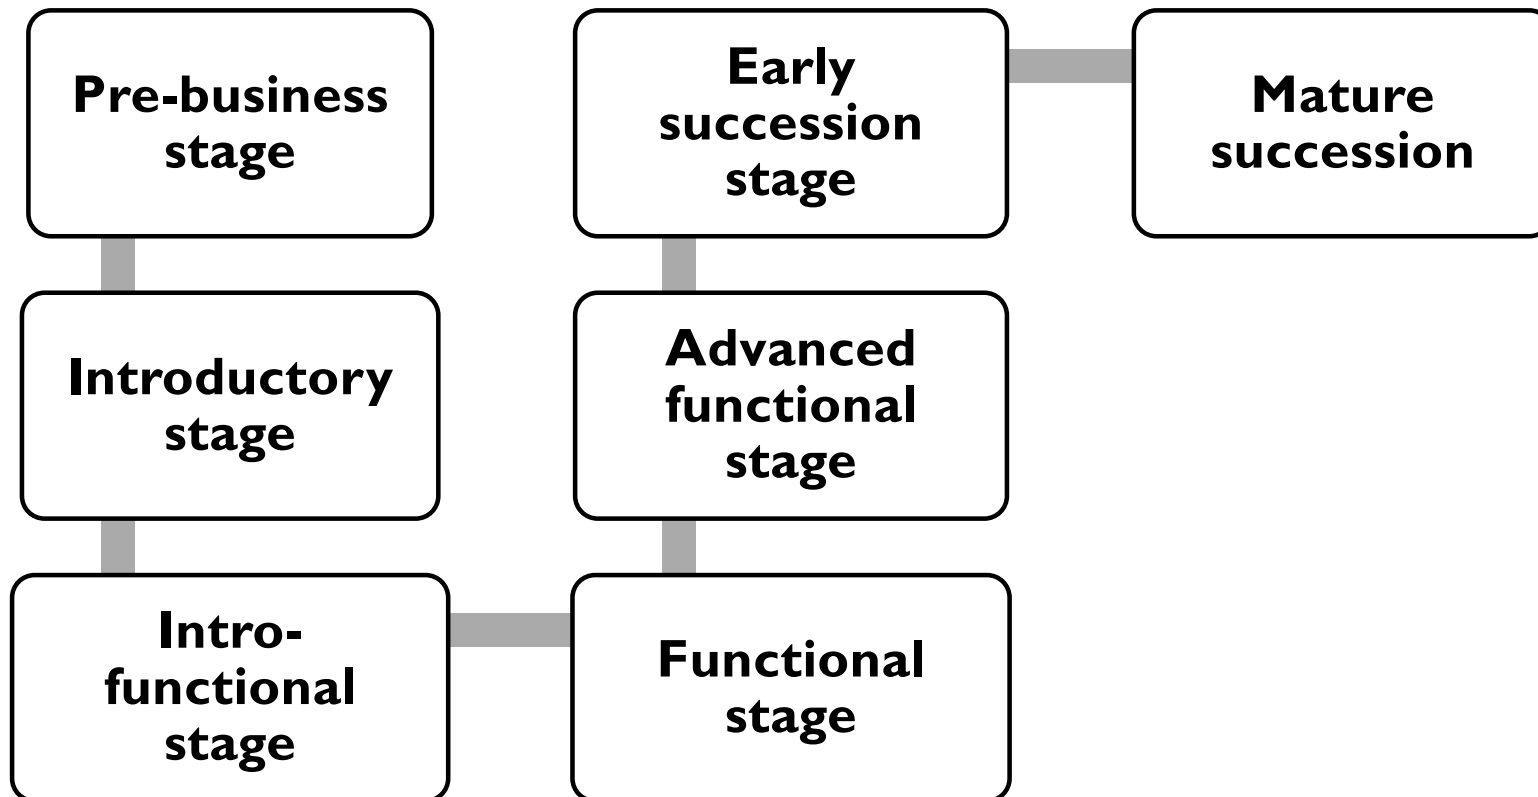 Pre-business
stage
Introductory
stage
Intro-
functional
stage
Functional
stage
Advanced
functional
stage
Early
succession
stage
Mature
succession